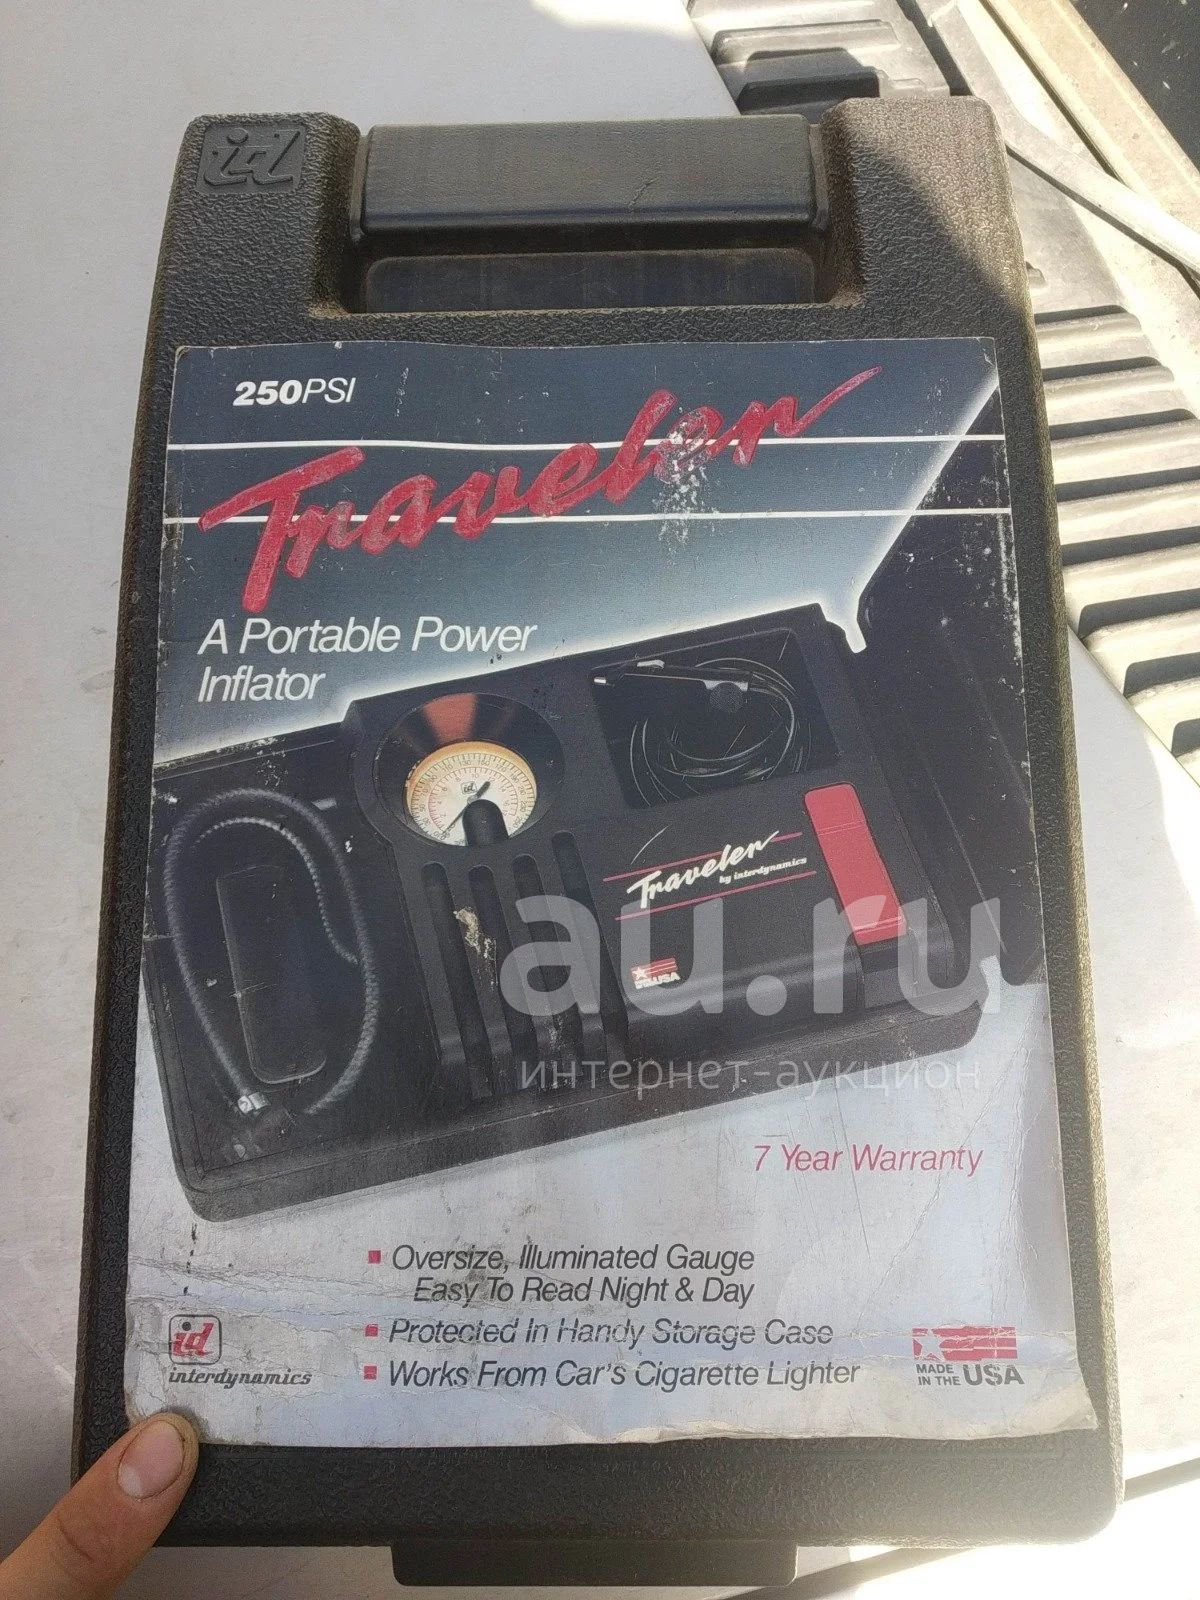 id
250PSI
Traveler
A Portable Power
Inflator
Traveler
by interdynamics
USA
au.ru
интернет-аукцион
7 Year Warranty
Oversize, Illuminated Gauge
Easy To Read Night & Day
Protected In Handy Storage Case
Works From Car's Cigarette Lighter
id
interdynamics
MADE
IN THE USA